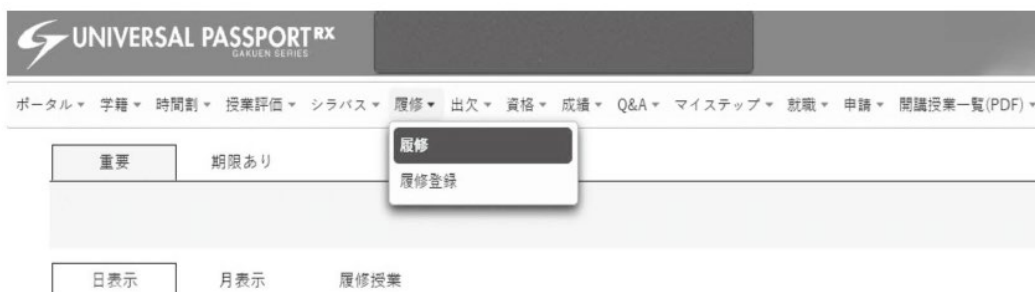 UNIVERSAL PASSPORT RX
GAKUEN SERIES
ポータル▼ 学籍▼ 時間割▼ 授業評価▼ シラバス▼ 履修▼ 出欠▼ 資格▼ 成績▼ Q&A▼ マイステップ▼ 就職▼ 申請▼ 開講授業一覧(PDF)▼
履修
履修登録
重要 期限あり
日表示 月表示 履修授業